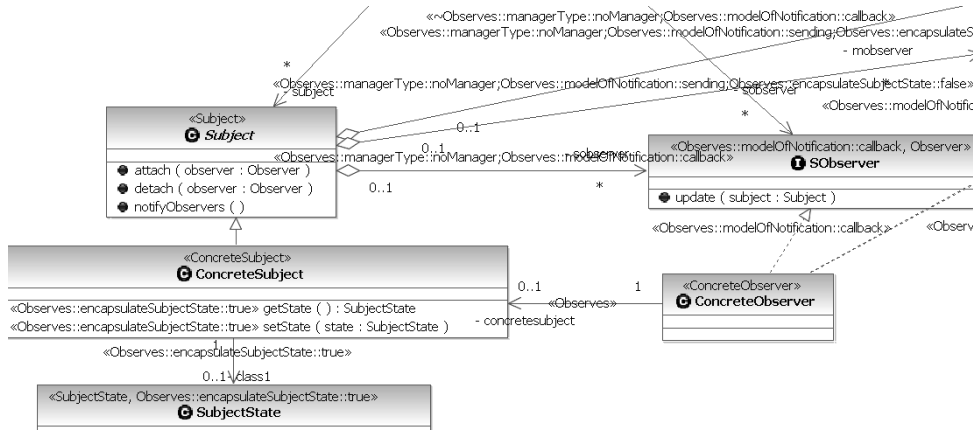 «~Observes::managerType::noManager;Observes::modelOfNotification::callback»
«Observes::managerType::noManager;Observes::modelOfNotification::sending;Observes::encapsulateS
- mobserver
*
«Observes::managerType::noManager;Observes::modelOfNotification::sending;Observes::encapsulateSubjectState::false»
- subject
- sobserver
*
«Observes::modelOfNotific
*
«Subject»
Subject
0..1
0..1
attach ( observer : Observer )
detach ( observer : Observer )
notifyObservers ( )
«Observes::managerType::noManager;Observes::modelOfNotification::callback»
- sobserver
0..1
*
«Observes::modelOfNotification::callback, Observer»
SObserver
update ( subject : Subject )
«Observes::modelOfNotification::callback»
«Obser
«ConcreteSubject»
ConcreteSubject
«Observes::encapsulateSubjectState::true» getState ( ) : SubjectState
«Observes::encapsulateSubjectState::true» setState ( state : SubjectState )
0..1
1
«Observes»
- concretesubject
«ConcreteObserver»
ConcreteObserver
1
«Observes::encapsulateSubjectState::true»
0..1
class1
«SubjectState, Observes::encapsulateSubjectState::true»
SubjectState